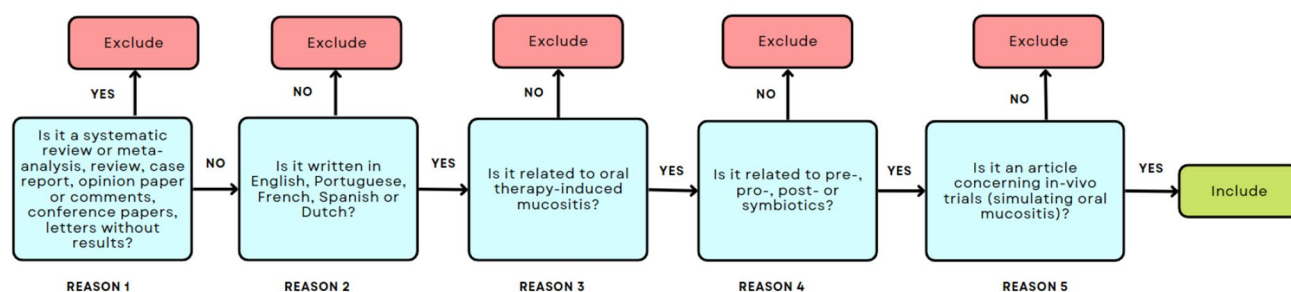 Exclude
Exclude
Exclude
Exclude
Exclude
YES
NO
NO
NO
NO
Is it a systematic
review or meta-
analysis, review, case
report, opinion paper
or comments,
conference papers,
letters without
results?
NO
Is it written in
English, Portuguese,
French, Spanish or
Dutch?
YES
Is it related to oral
therapy-induced
mucositis?
YES
Is it related to pre-,
pro-, post- or
symbiotics?
YES
Is it an article
concerning in-vivo
trials (simulating oral
mucositis)?
YES
Include
REASON 1
REASON 2
REASON 3
REASON 4
REASON 5